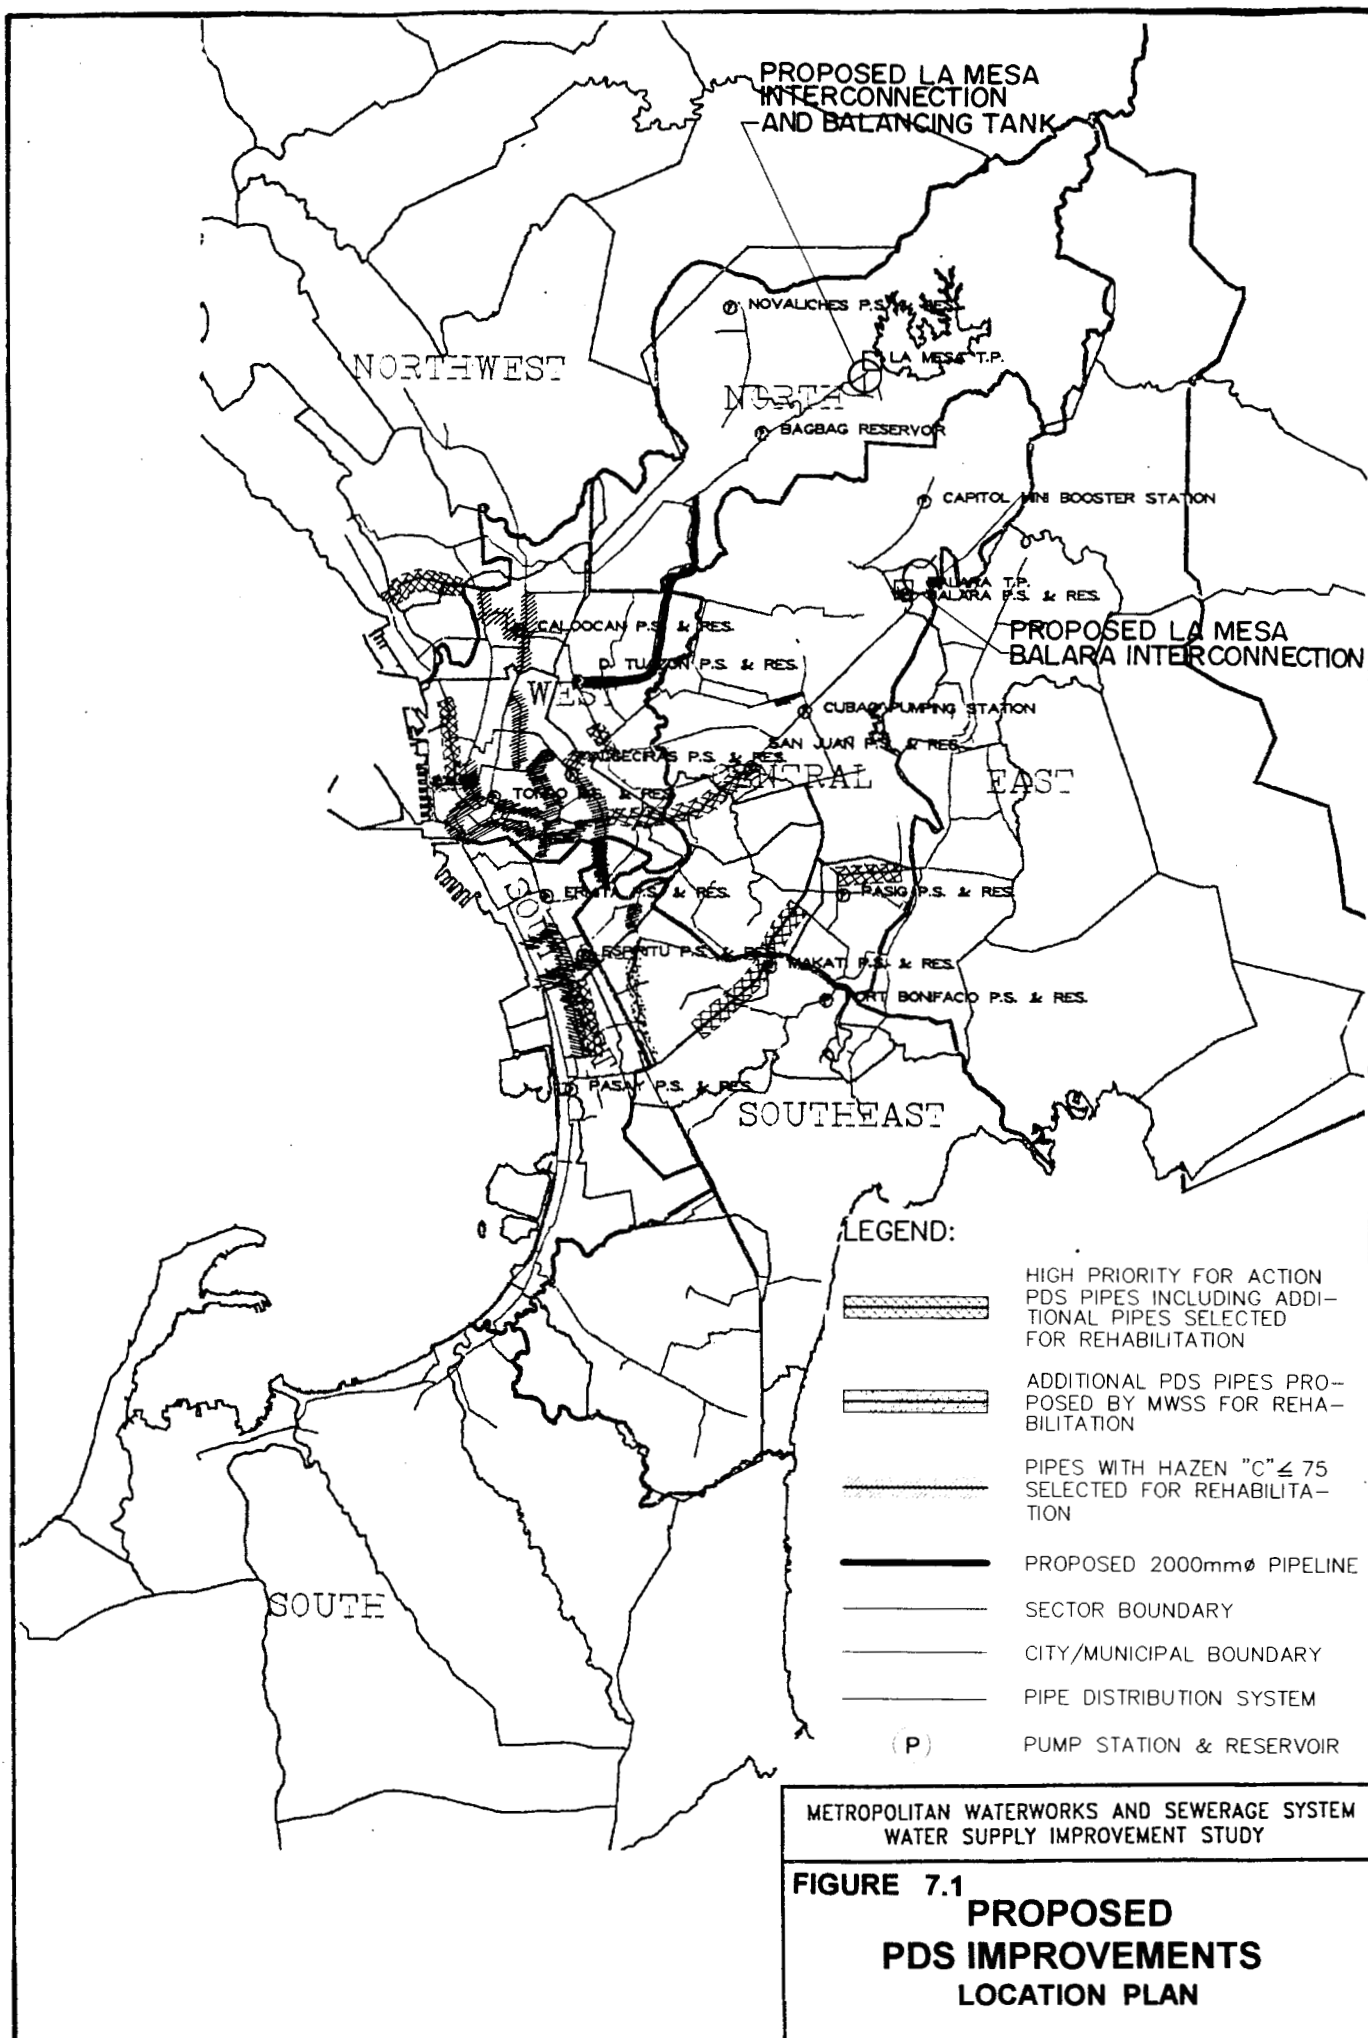 PROPOSED LA MESA
INTERCONNECTION
AND BALANCING TANK
NOVALICHES P.S. & RES.
LA MESA T.P.
NORTHWEST
NORTH
BAGBAG RESERVOIR
CAPITOL MINI BOOSTER STATION
BALARA T.P.
BALARA P.S. & RES.
PROPOSED LA MESA
BALARA INTERCONNECTION
CALOOCAN P.S. & RES.
D. TUAZON P.S. & RES.
WEST
CUBAO PUMPING STATION
SAN JUAN P.S. & RES.
ALGECIRAS P.S. & RES.
CENTRAL
EAST
TONDO P.S. & RES.
ERMITA P.S. & RES.
PASIG P.S. & RES.
ESPIRITU P.S. & RES.
MAKATI P.S. & RES.
FORT BONIFACIO P.S. & RES.
PASAY P.S. & RES.
SOUTHEAST
SOUTH
LEGEND:
HIGH PRIORITY FOR ACTION
PDS PIPES INCLUDING ADDI-
TIONAL PIPES SELECTED
FOR REHABILITATION
ADDITIONAL PDS PIPES PRO-
POSED BY MWSS FOR REHA-
BILITATION
PIPES WITH HAZEN "C" ≤ 75
SELECTED FOR REHABILITA-
TION
PROPOSED 2000mmø PIPELINE
SECTOR BOUNDARY
CITY/MUNICIPAL BOUNDARY
PIPE DISTRIBUTION SYSTEM
(P) PUMP STATION & RESERVOIR
METROPOLITAN WATERWORKS AND SEWERAGE SYSTEM
WATER SUPPLY IMPROVEMENT STUDY
FIGURE 7.1
PROPOSED
PDS IMPROVEMENTS
LOCATION PLAN